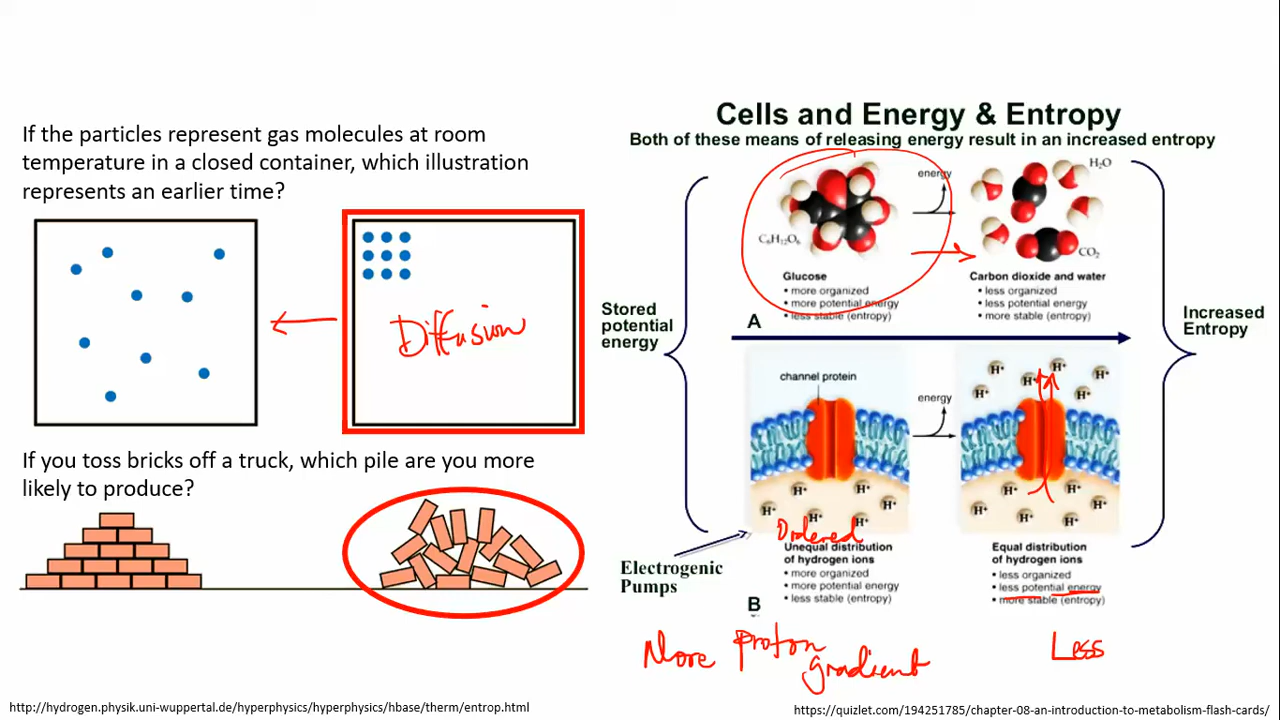 If the particles represent gas molecules at room
temperature in a closed container, which illustration
represents an earlier time?
Diffusion
If you toss bricks off a truck, which pile are you more
likely to produce?
http://hydrogen.physik.uni-wuppertal.de/hyperphysics/hyperphysics/hbase/therm/entrop.html
Cells and Energy & Entropy
Both of these means of releasing energy result in an increased entropy
Stored
potential
energy
C₆H₁₂O₆
energy
H₂O
CO₂
Glucose
• more organized
• more potential energy
• less stable (entropy)
Carbon dioxide and water
• less organized
• less potential energy
• more stable (entropy)
A
Increased
Entropy
channel protein
energy
H⁺ H⁺ H⁺ H⁺ H⁺
H⁺ H⁺ H⁺ H⁺ H⁺
H⁺ H⁺ H⁺ H⁺ H⁺
Ordered
Electrogenic
Pumps
Unequal distribution
of hydrogen ions
• more organized
• more potential energy
• less stable (entropy)
Equal distribution
of hydrogen ions
• less organized
• less potential energy
• more stable (entropy)
B
More Proton
gradient
Less
https://quizlet.com/194251785/chapter-08-an-introduction-to-metabolism-flash-cards/